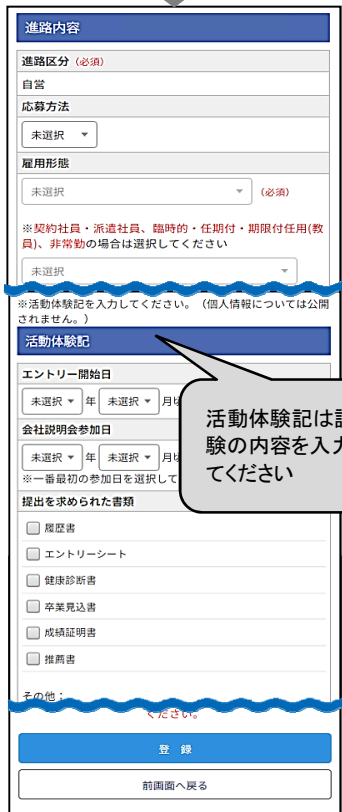 進路内容
進路区分 (必須)
自営
応募方法
未選択
雇用形態
未選択 (必須)
※契約社員・派遣社員、臨時的・任期付・期限付任用(教
員)、非常勤の場合は選択してください
未選択
※活動体験記を入力してください。（個人情報については公開
されません。）
活動体験記
エントリー開始日
未選択 年 未選択 月
会社説明会参加日
未選択 年 未選択 月
※一番最初の参加日を選択して
活動体験記は
験の内容を入
てください
提出を求められた書類
履歴書
エントリーシート
健康診断書
卒業見込書
成績証明書
推薦書
その他：
ください。
登 録
前画面へ戻る